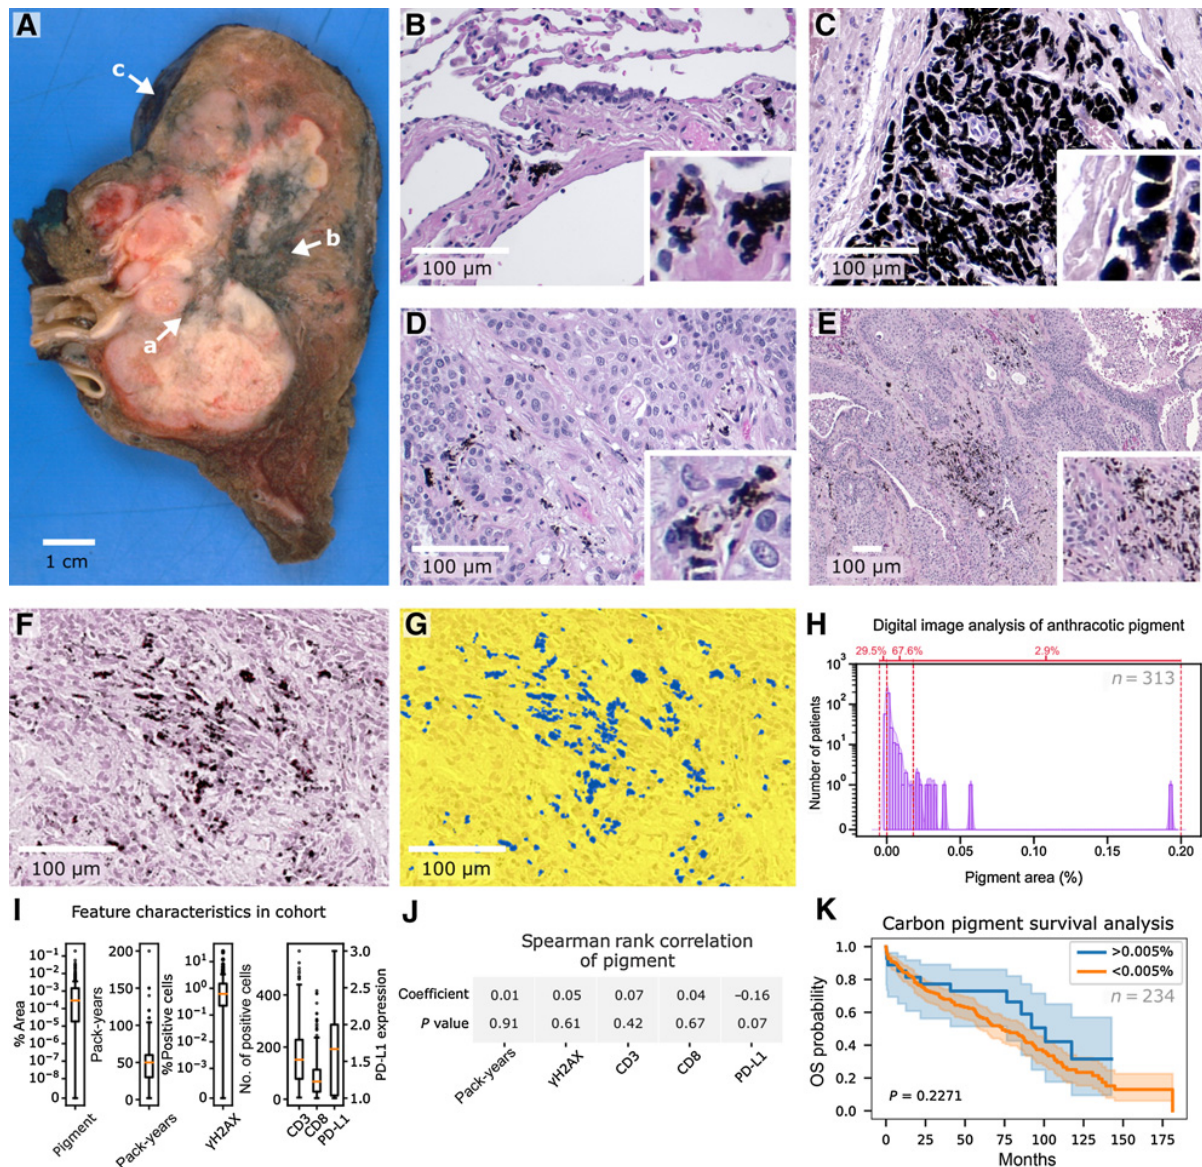 A
c
b
a
1 cm
B
100 µm
C
100 µm
D
100 µm
E
100 µm
F
100 µm
G
100 µm
H
Digital image analysis of anthracotic pigment
29.5% 67.6% 2.9%
n = 313
Number of patients
10³
10²
10¹
10⁰
0
0.00 0.05 0.10 0.15 0.20
Pigment area (%)
I
Feature characteristics in cohort
% Area
10⁻¹
10⁻²
10⁻³
10⁻⁴
10⁻⁵
10⁻⁶
10⁻⁷
10⁻⁸
0
Pigment
Pack-years
200
150
100
50
0
Pack-years
%Positive cells
10¹
10⁰
10⁻¹
10⁻²
10⁻³
0
γH2AX
No. of positive cells
400
200
0
CD3
CD8
PD-L1
3.0
2.5
2.0
1.5
1.0
PD-L1 expression
J
Spearman rank correlation
of pigment
Coefficient 0.01 0.05 0.07 0.04 –0.16
P value 0.91 0.61 0.42 0.67 0.07
Pack-years γH2AX CD3 CD8 PD-L1
K
Carbon pigment survival analysis
>0.005%
<0.005%
n = 234
OS probability
1.0
0.8
0.6
0.4
0.2
0.0
P = 0.2271
0 25 50 75 100 125 150 175
Months